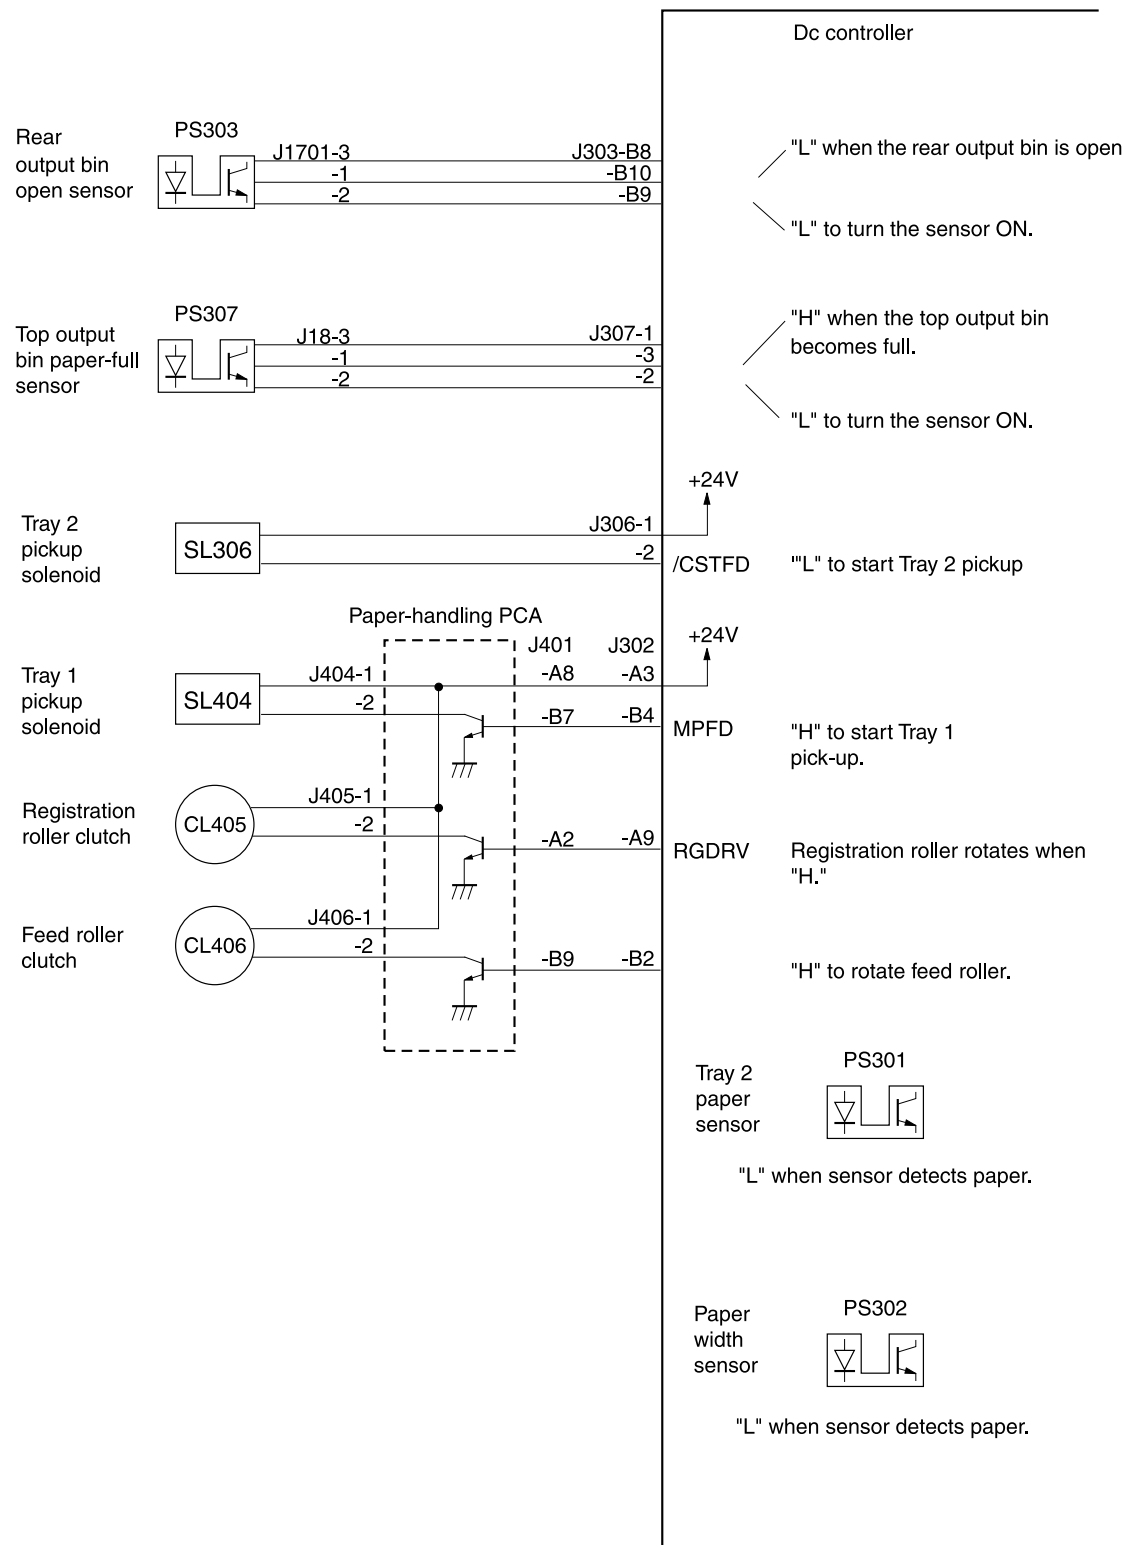 Dc controller
Rear
output bin
open sensor
PS303
J1701-3
-1
-2
J303-B8
-B10
-B9
"L" when the rear output bin is open
"L" to turn the sensor ON.
Top output
bin paper-full
sensor
PS307
J18-3
-1
-2
J307-1
-3
-2
"H" when the top output bin
becomes full.
"L" to turn the sensor ON.
+24V
Tray 2
pickup
solenoid
SL306
J306-1
-2
/CSTFD
'"L" to start Tray 2 pickup
Paper-handling PCA
J401
J302
+24V
Tray 1
pickup
solenoid
SL404
J404-1
-2
-A8
-A3
-B7
-B4
MPFD
"H" to start Tray 1
pick-up.
Registration
roller clutch
CL405
J405-1
-2
-A2
-A9
RGDRV
Registration roller rotates when
"H."
Feed roller
clutch
CL406
J406-1
-2
-B9
-B2
"H" to rotate feed roller.
Tray 2
paper
sensor
PS301
"L" when sensor detects paper.
Paper
width
sensor
PS302
"L" when sensor detects paper.